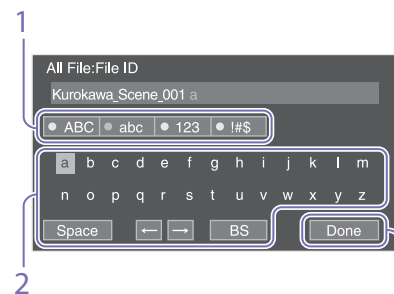 1
All File:File ID
Kurokawa_Scene_001 a
ABC abc 123 !#$
a b c d e f g h i j k l m
n o p q r s t u v w x y z
Space ← → BS Done
2